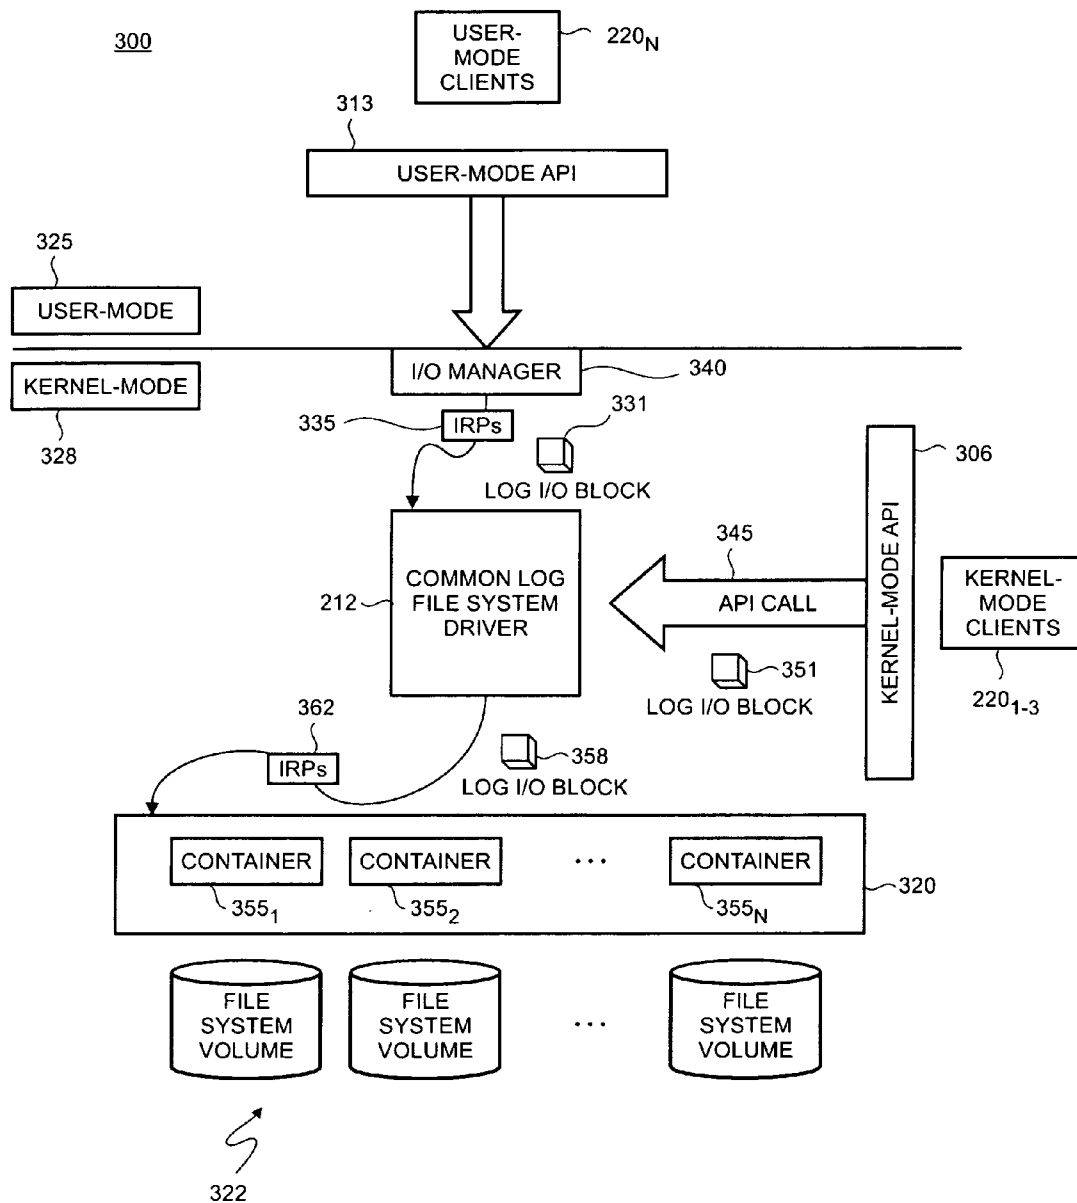 300
USER-
MODE
CLIENTS
220N
313
USER-MODE API
325
USER-MODE
KERNEL-MODE
328
I/O MANAGER
340
335
IRPs
331
LOG I/O BLOCK
306
KERNEL-MODE API
345
API CALL
KERNEL-
MODE
CLIENTS
2201-3
212
COMMON LOG
FILE SYSTEM
DRIVER
351
LOG I/O BLOCK
362
IRPs
358
LOG I/O BLOCK
CONTAINER
CONTAINER
...
CONTAINER
3551
3552
355N
320
FILE
SYSTEM
VOLUME
FILE
SYSTEM
VOLUME
...
FILE
SYSTEM
VOLUME
322